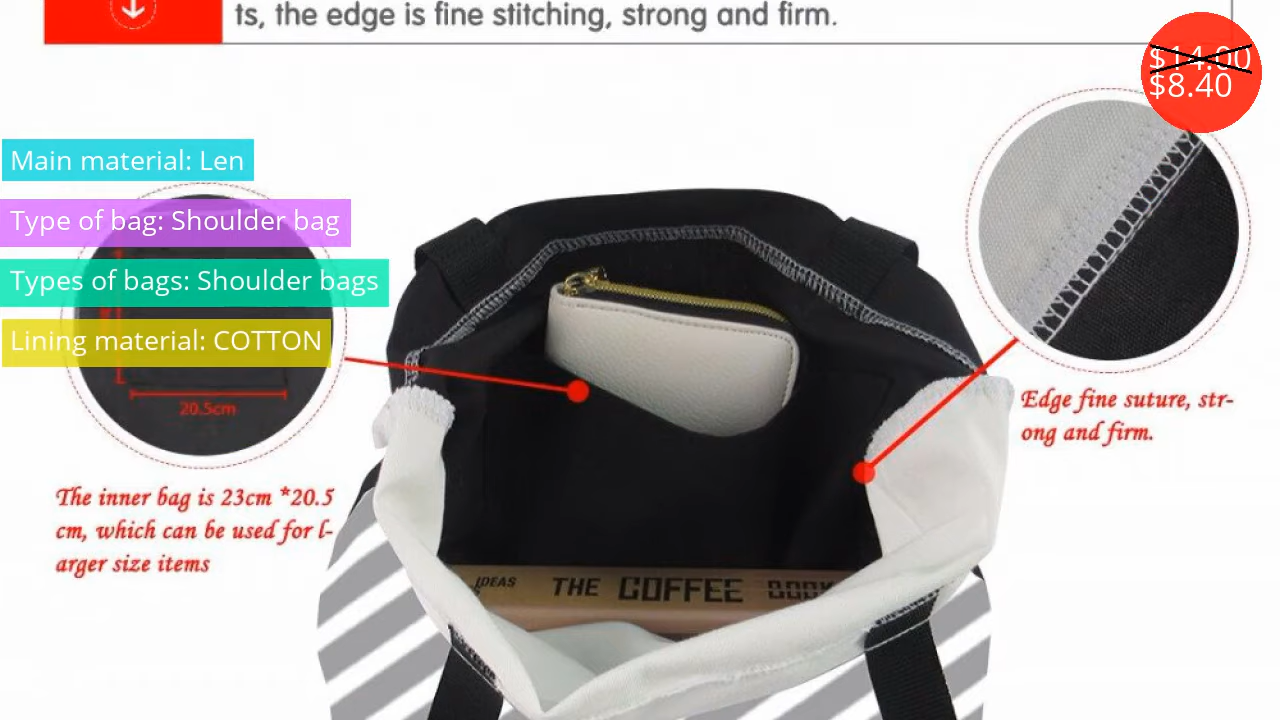 ts, the edge is fine stitching, strong and firm.
$14.00
$8.40
Main material: Len
Type of bag: Shoulder bag
Types of bags: Shoulder bags
Lining material: COTTON
20.5cm
The inner bag is 23cm *20.5
cm, which can be used for l-
arger size items
Edge fine suture, str-
ong and firm.
IDEAS
THE COFFEE BOOK